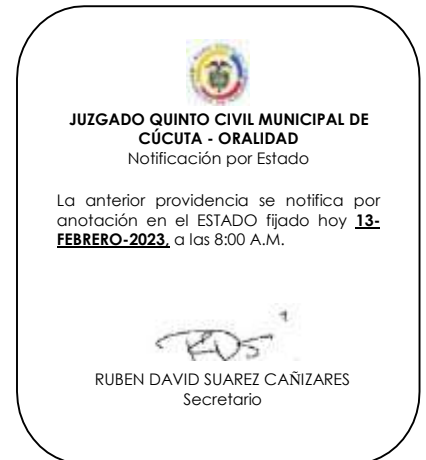 JUZGADO QUINTO CIVIL MUNICIPAL DE
CÚCUTA - ORALIDAD
Notificación por Estado
La anterior providencia se notifica por
anotación en el ESTADO fijado hoy 13-
FEBRERO-2023, a las 8:00 A.M.
RUBEN DAVID SUAREZ CAÑIZARES
Secretario